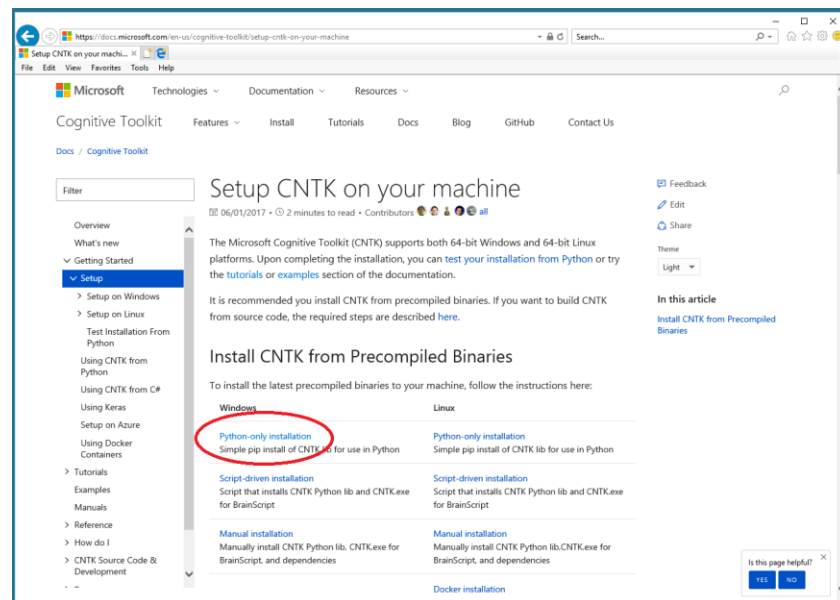 https://docs.microsoft.com/en-us/cognitive-toolkit/setup-cntk-on-your-machine
Search...
Setup CNTK on your machi...
File Edit View Favorites Tools Help
Microsoft Technologies Documentation Resources
Cognitive Toolkit Features Install Tutorials Docs Blog GitHub Contact Us
Docs / Cognitive Toolkit
Filter
Overview
What's new
Getting Started
Setup
Setup on Windows
Setup on Linux
Test Installation From
Python
Using CNTK from
Python
Using CNTK from C#
Using Keras
Setup on Azure
Using Docker
Containers
Tutorials
Examples
Manuals
Reference
How do I
CNTK Source Code &
Development
Setup CNTK on your machine
06/01/2017 • 2 minutes to read • Contributors all
The Microsoft Cognitive Toolkit (CNTK) supports both 64-bit Windows and 64-bit Linux
platforms. Upon completing the installation, you can test your installation from Python or try
the tutorials or examples section of the documentation.
It is recommended you install CNTK from precompiled binaries. If you want to build CNTK
from source code, the required steps are described here.
Install CNTK from Precompiled Binaries
To install the latest precompiled binaries to your machine, follow the instructions here:
Windows Linux
Python-only installation Python-only installation
Simple pip install of CNTK lib for use in Python Simple pip install of CNTK lib for use in Python
Script-driven installation Script-driven installation
Script that installs CNTK Python lib and CNTK.exe Script that installs CNTK Python lib and CNTK.exe
for BrainScript for BrainScript
Manual installation Manual installation
Manually install CNTK Python lib, CNTK.exe for Manually install CNTK Python lib,CNTK.exe for
BrainScript, and dependencies BrainScript, and dependencies
Docker installation
Feedback
Edit
Share
Theme
Light
In this article
Install CNTK from Precompiled
Binaries
Is this page helpful?
YES NO